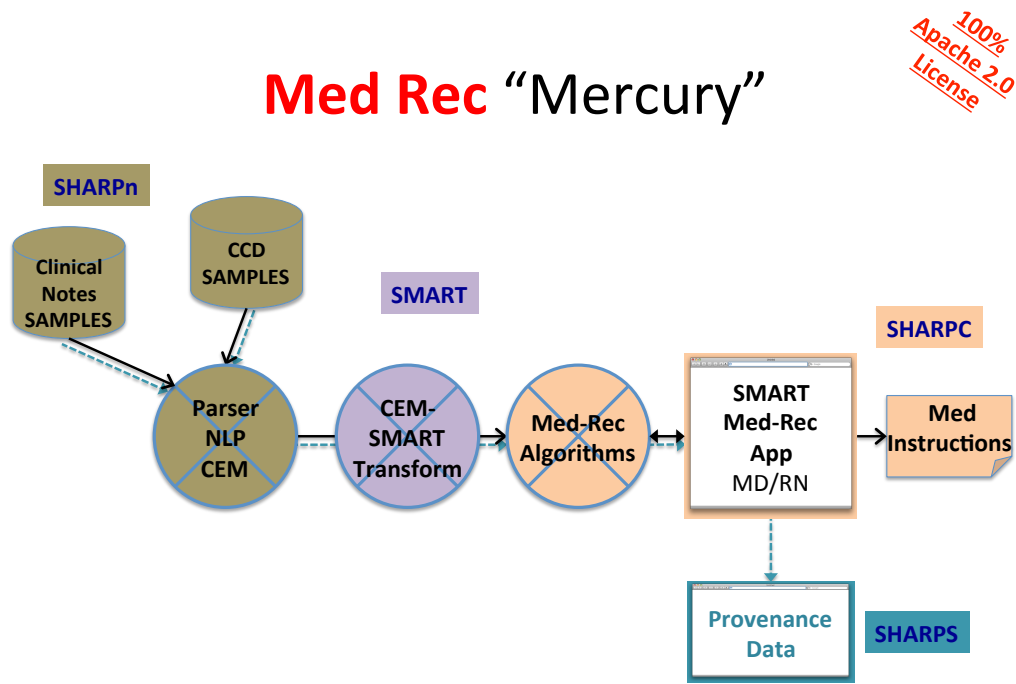 100%
Apache 2.0
License
Med Rec “Mercury”
SHARPn
Clinical
Notes
SAMPLES
CCD
SAMPLES
SMART
SHARPC
Parser
NLP
CEM
CEM-
SMART
Transform
Med-Rec
Algorithms
SMART
Med-Rec
App
MD/RN
Med
Instructions
Provenance
Data
SHARPS